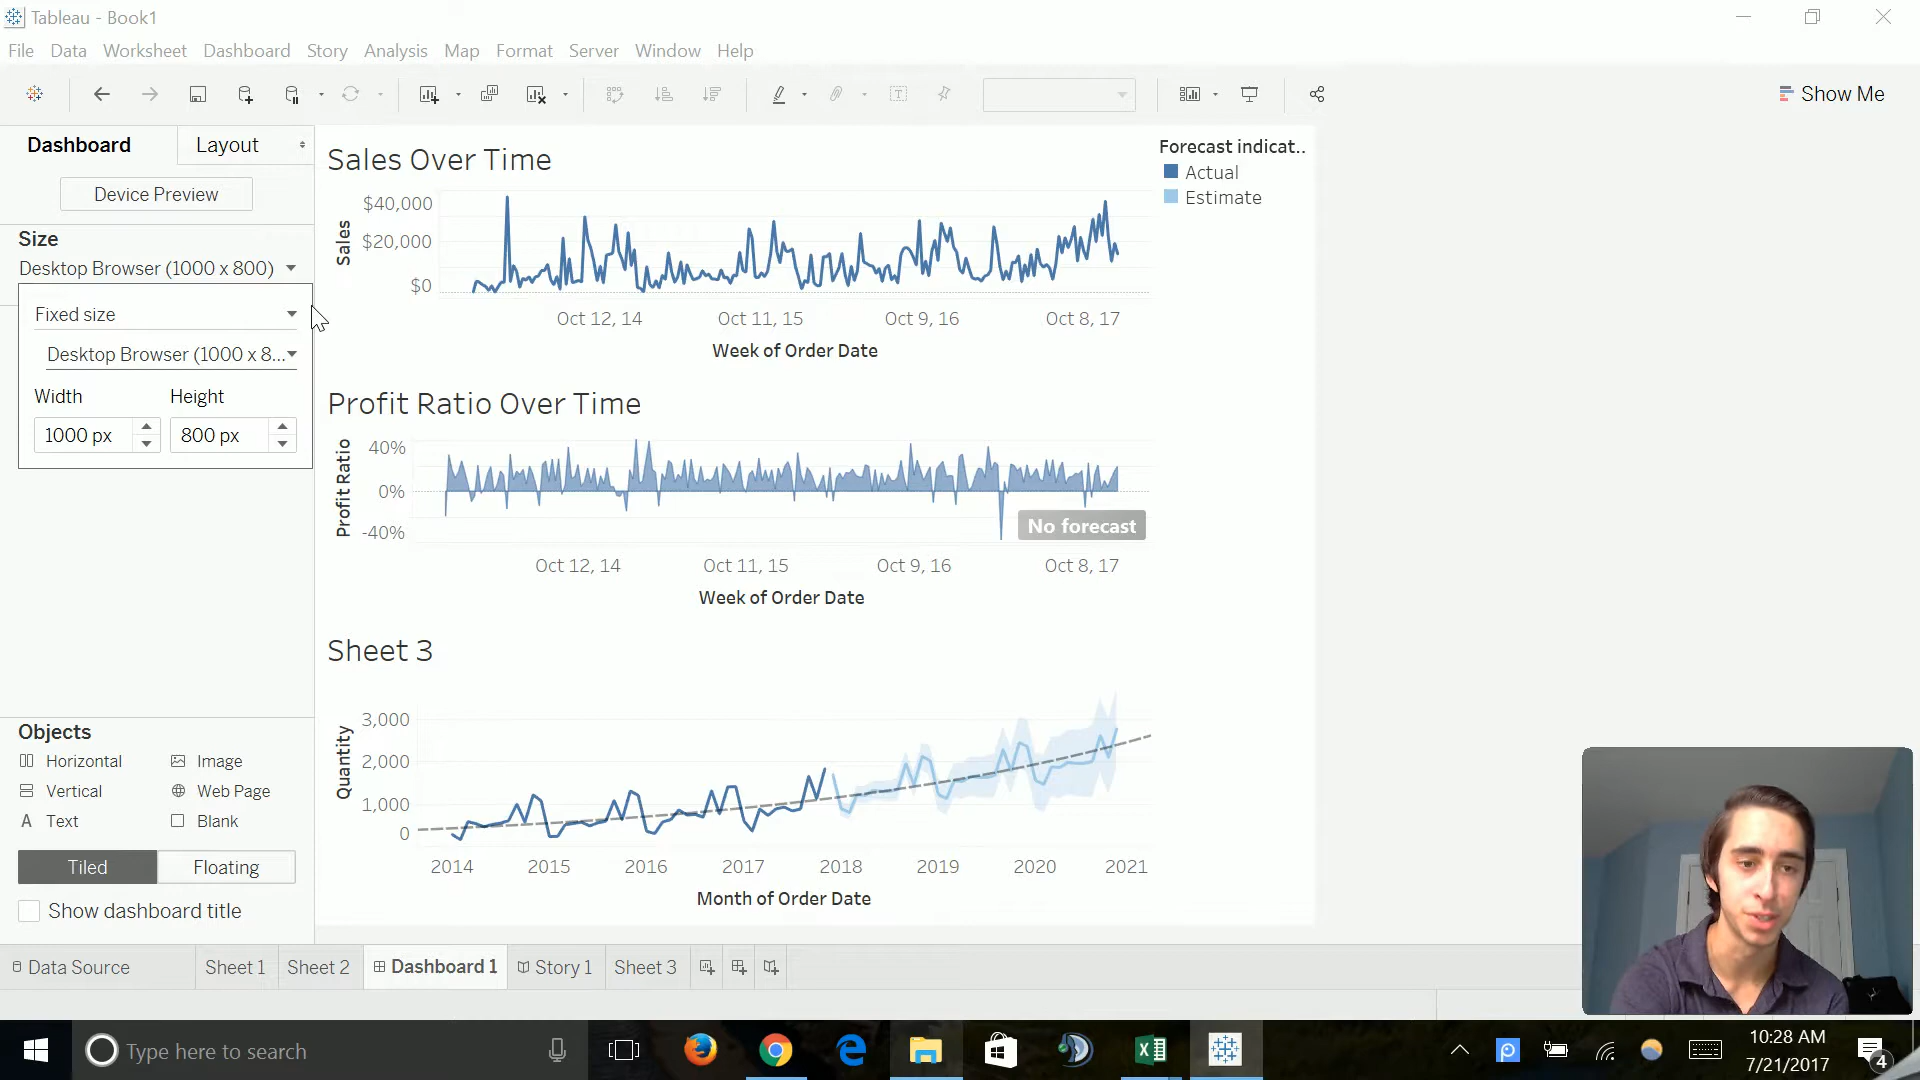 Tableau - Book1
File Data Worksheet Dashboard Story Analysis Map Format Server Window Help
Show Me
Dashboard
Layout
Device Preview
Size
Desktop Browser (1000 x 800)
Fixed size
Desktop Browser (1000 x 8...
Width Height
1000 px 800 px
Objects
Horizontal Image
Vertical Web Page
A Text Blank
Tiled Floating
Show dashboard title
Sales Over Time
Sales
$40,000
$20,000
$0
Oct 12, 14 Oct 11, 15 Oct 9, 16 Oct 8, 17
Week of Order Date
Forecast indicat..
Actual
Estimate
Profit Ratio Over Time
Profit Ratio
40%
0%
-40%
No forecast
Oct 12, 14 Oct 11, 15 Oct 9, 16 Oct 8, 17
Week of Order Date
Sheet 3
Quantity
3,000
2,000
1,000
0
2014 2015 2016 2017 2018 2019 2020 2021
Month of Order Date
Data Source Sheet 1 Sheet 2 Dashboard 1 Story 1 Sheet 3
Type here to search
10:28 AM
7/21/2017
4